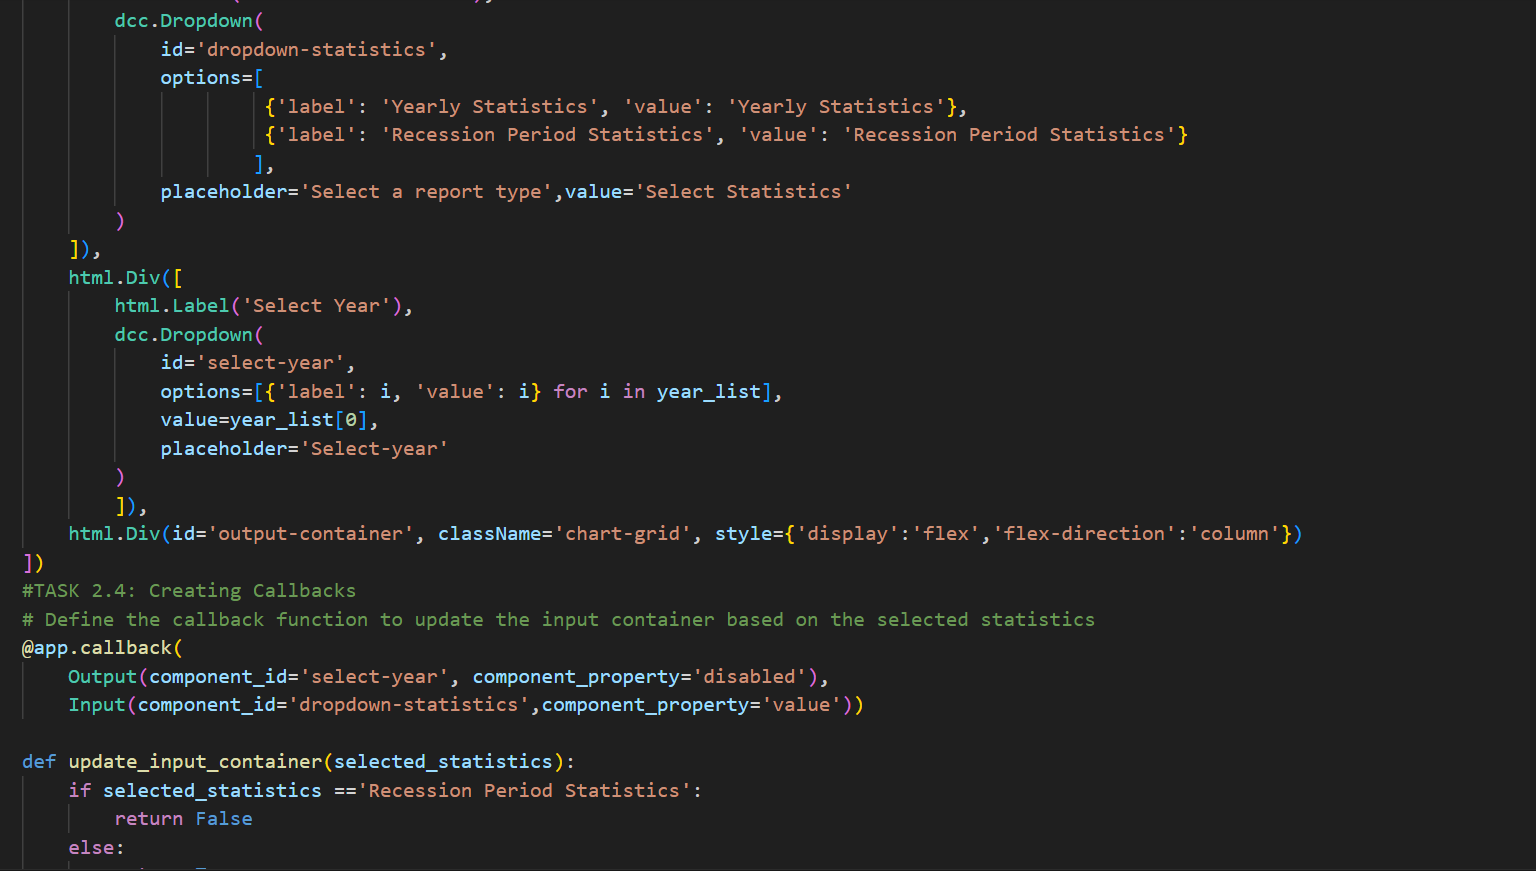 dcc.Dropdown(
id='dropdown-statistics',
options=[
{'label': 'Yearly Statistics', 'value': 'Yearly Statistics'},
{'label': 'Recession Period Statistics', 'value': 'Recession Period Statistics'}
],
placeholder='Select a report type',value='Select Statistics'
)
]),
html.Div([
html.Label('Select Year'),
dcc.Dropdown(
id='select-year',
options=[{'label': i, 'value': i} for i in year_list],
value=year_list[0],
placeholder='Select-year'
)
]),
html.Div(id='output-container', className='chart-grid', style={'display':'flex','flex-direction':'column'})
])
#TASK 2.4: Creating Callbacks
# Define the callback function to update the input container based on the selected statistics
@app.callback(
Output(component_id='select-year', component_property='disabled'),
Input(component_id='dropdown-statistics',component_property='value'))
def update_input_container(selected_statistics):
if selected_statistics =='Recession Period Statistics':
return False
else: